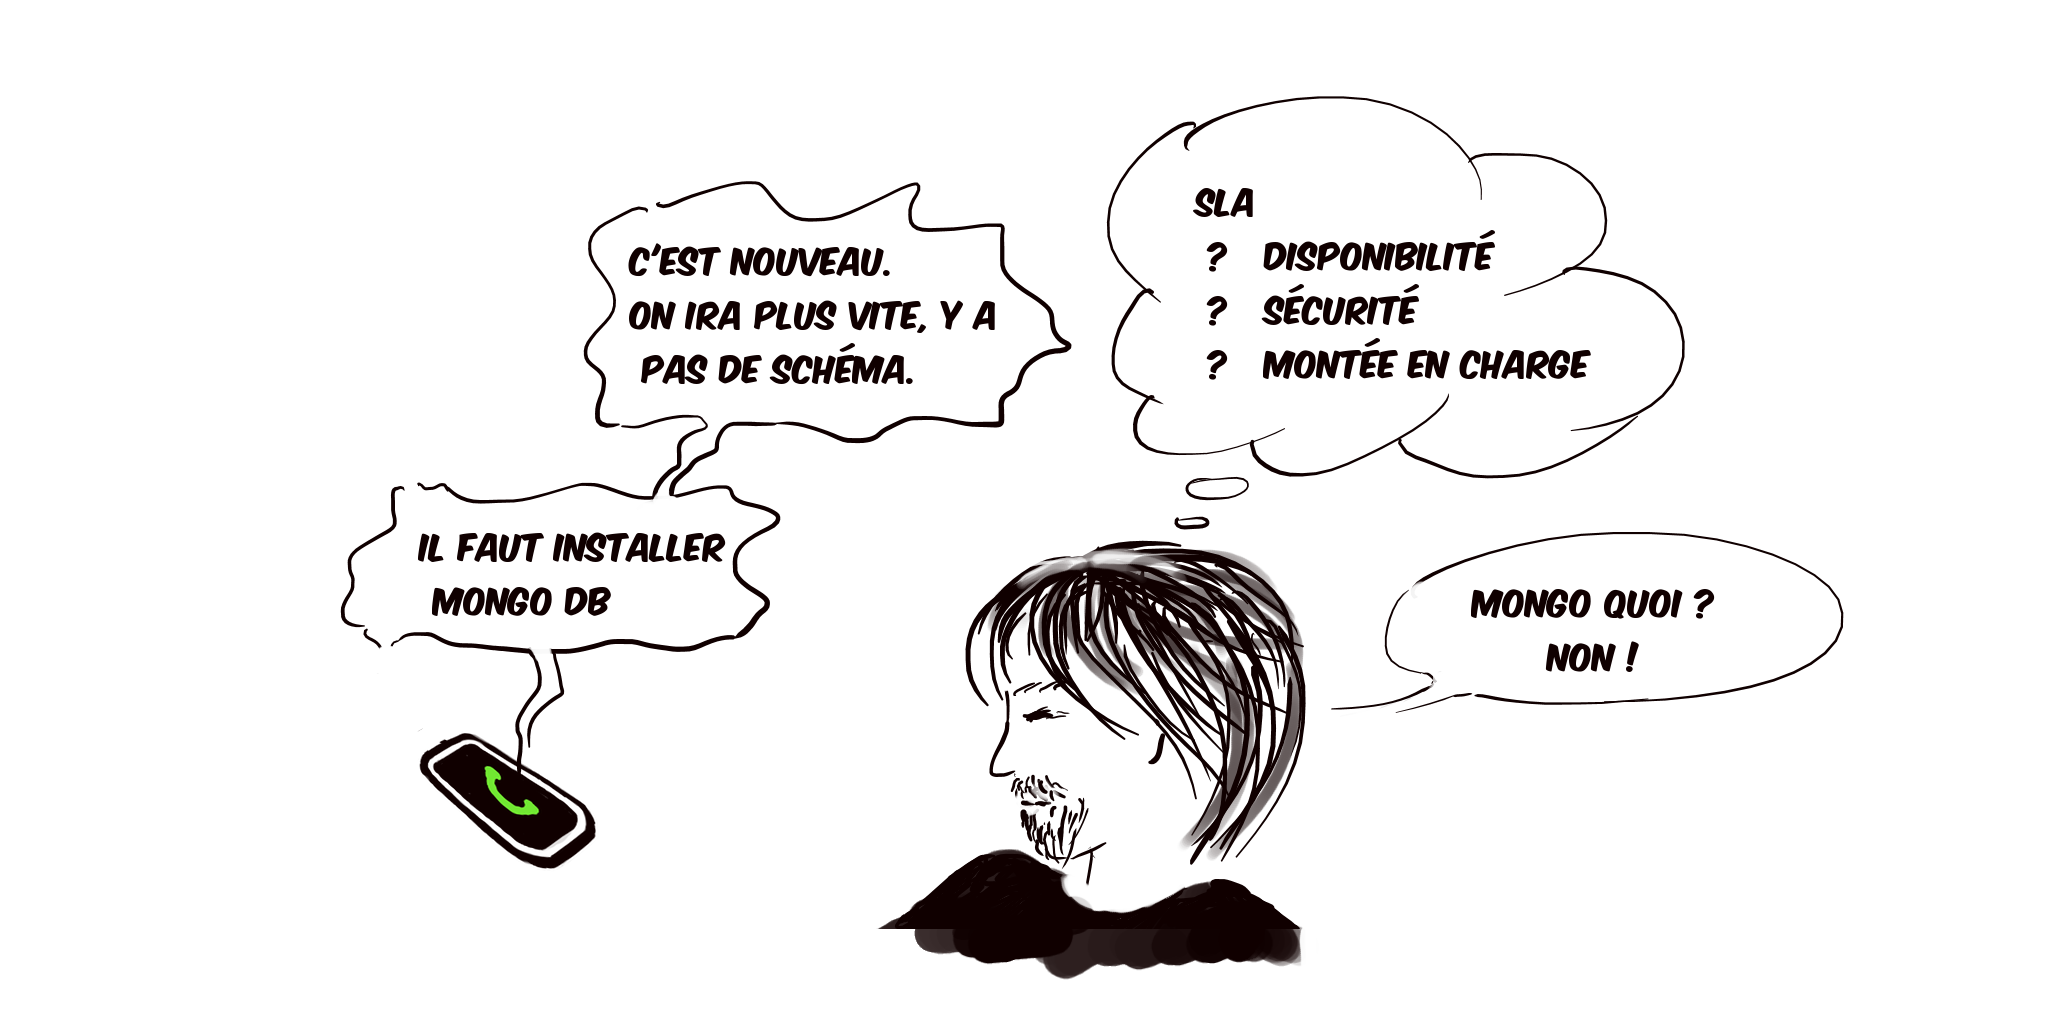 IL FAUT INSTALLER
MONGO DB
C'EST NOUVEAU.
ON IRA PLUS VITE, Y A
PAS DE SCHÉMA.
SLA
? DISPONIBILITÉ
? SÉCURITÉ
? MONTÉE EN CHARGE
MONGO QUOI ?
NON !